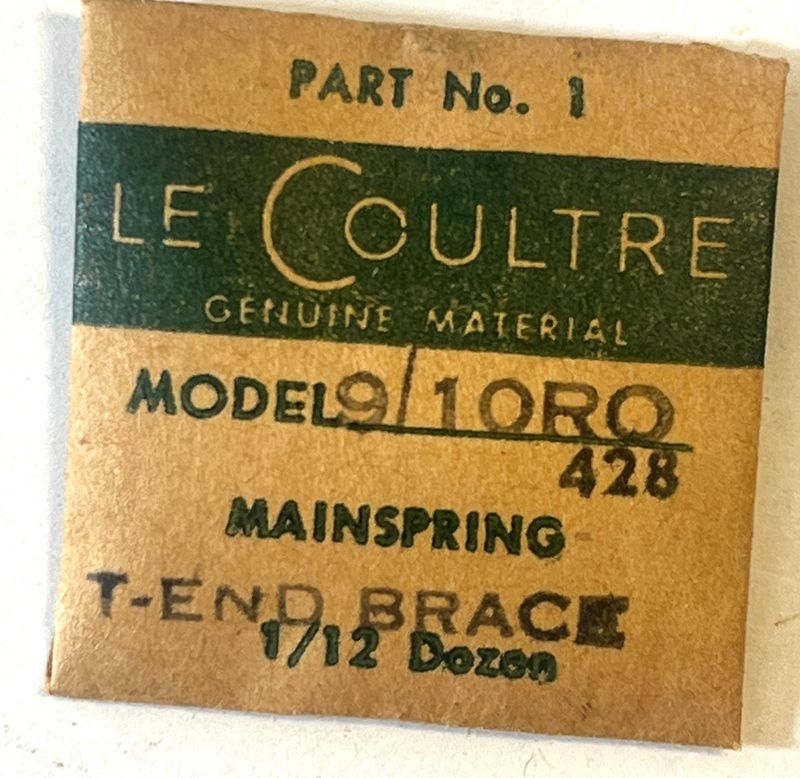 PART No. 1
LE COULTRE
GENUINE MATERIAL
MODEL 9/10RO
428
MAINSPRING
T-END BRACE
1/12 Dozen